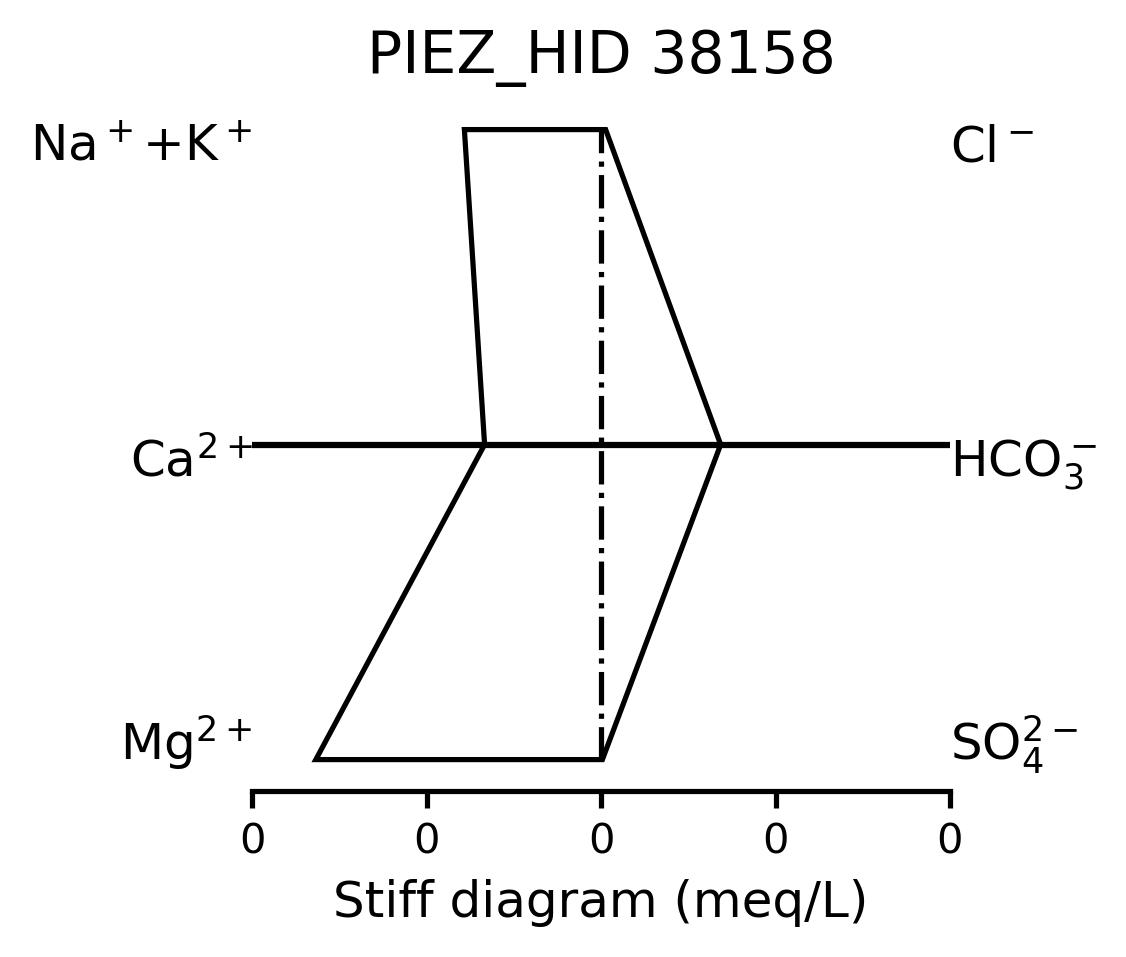 PIEZ_HID 38158
Na⁺+K⁺ Cl⁻
Ca²⁺ HCO₃⁻
Mg²⁺ SO₄²⁻
0 0 0 0 0
Stiff diagram (meq/L)